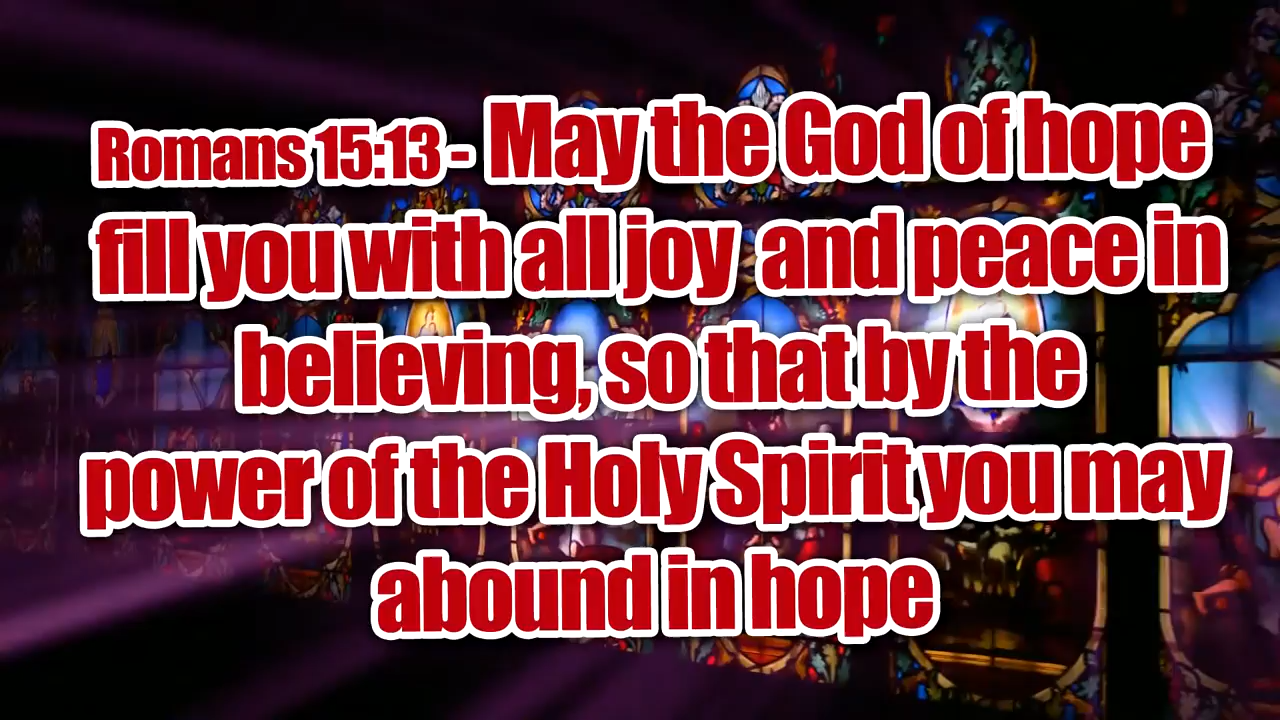 Romans 15:13 - May the God of hope
fill you with all joy and peace in
believing, so that by the
power of the Holy Spirit you may
abound in hope